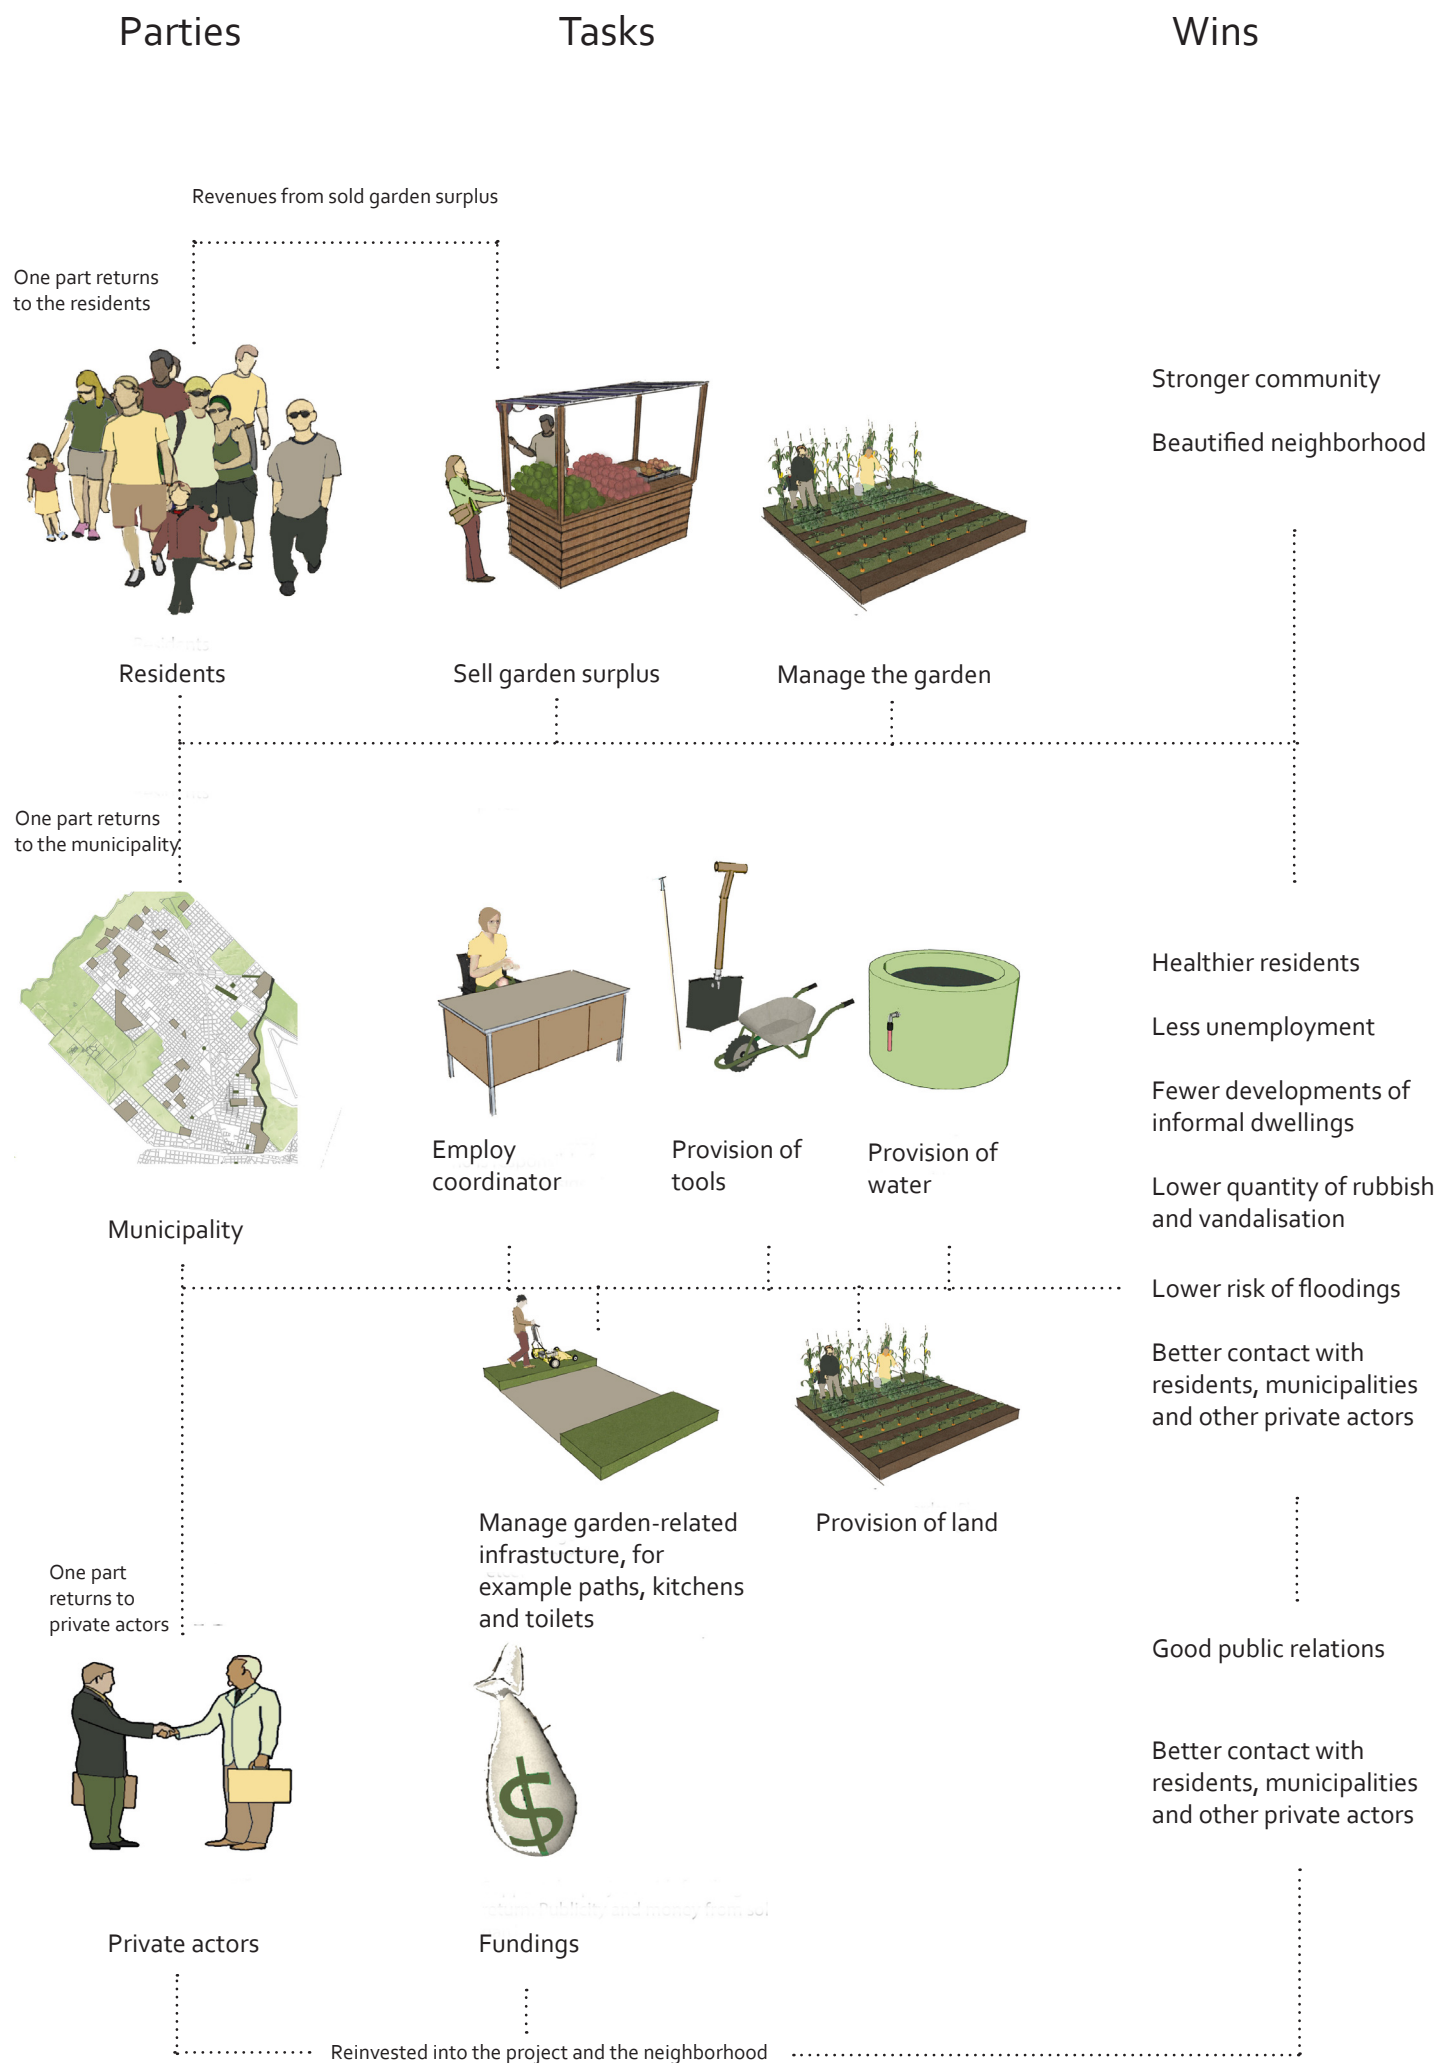 Parties
Tasks
Wins
Revenues from sold garden surplus
One part returns
to the residents
Stronger community
Beautified neighborhood
Residents
Sell garden surplus
Manage the garden
One part returns
to the municipality
Healthier residents
Less unemployment
Fewer developments of
informal dwellings
Lower quantity of rubbish
and vandalisation
Employ
coordinator
Provision of
tools
Provision of
water
Municipality
Lower risk of floodings
Better contact with
residents, municipalities
and other private actors
Manage garden-related
infrastucture, for
example paths, kitchens
and toilets
Provision of land
One part
returns to
private actors
$
Good public relations
Better contact with
residents, municipalities
and other private actors
Private actors
Fundings
Reinvested into the project and the neighborhood